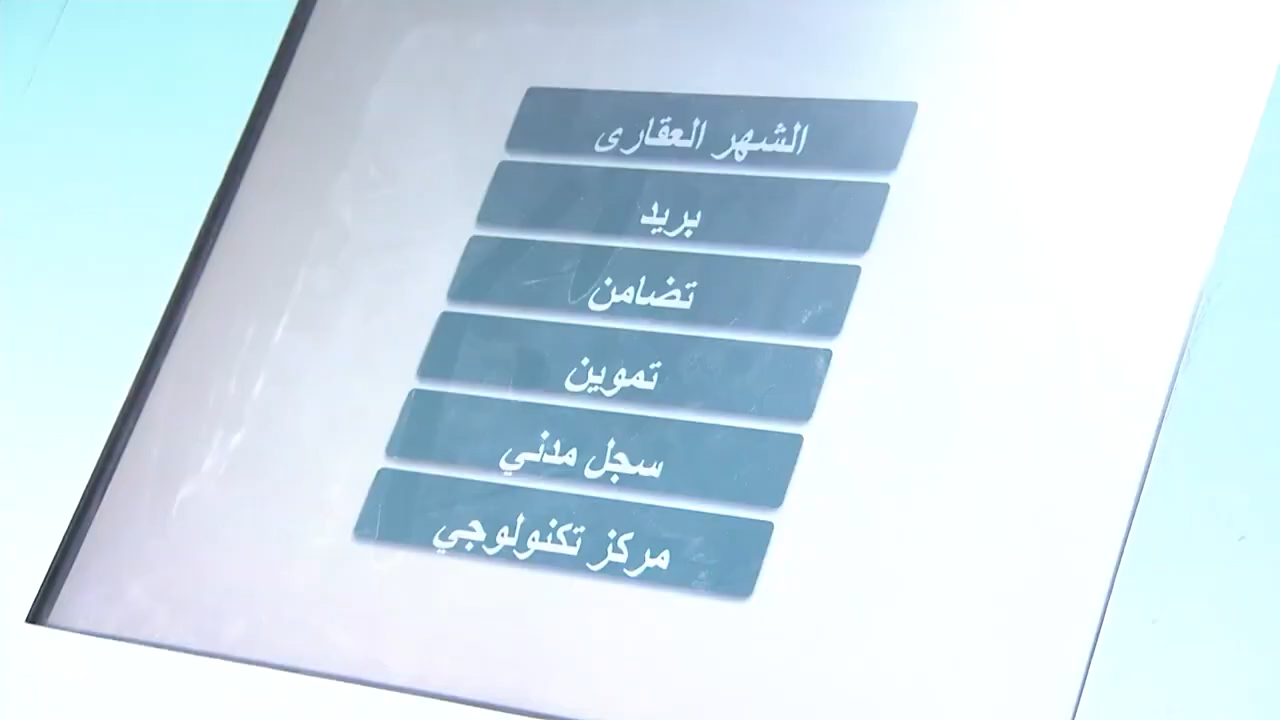 الشهر العقارى
بريد
تضامن
تموين
سجل مدني
مركز تكنولوجي